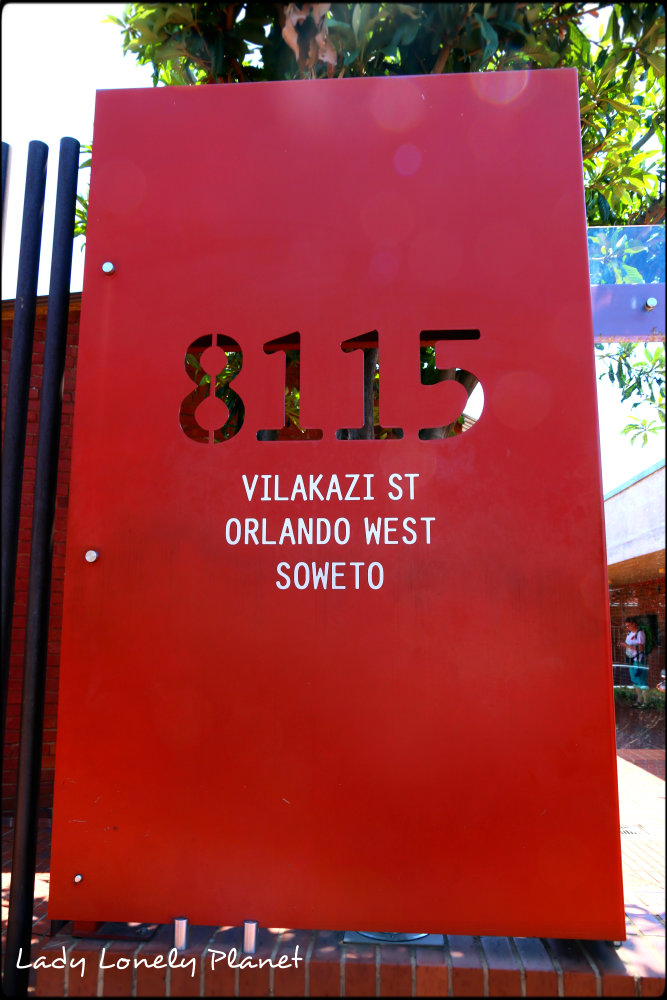 8115
VILAKAZI ST
ORLANDO WEST
SOWETO
Lady Lonely Planet